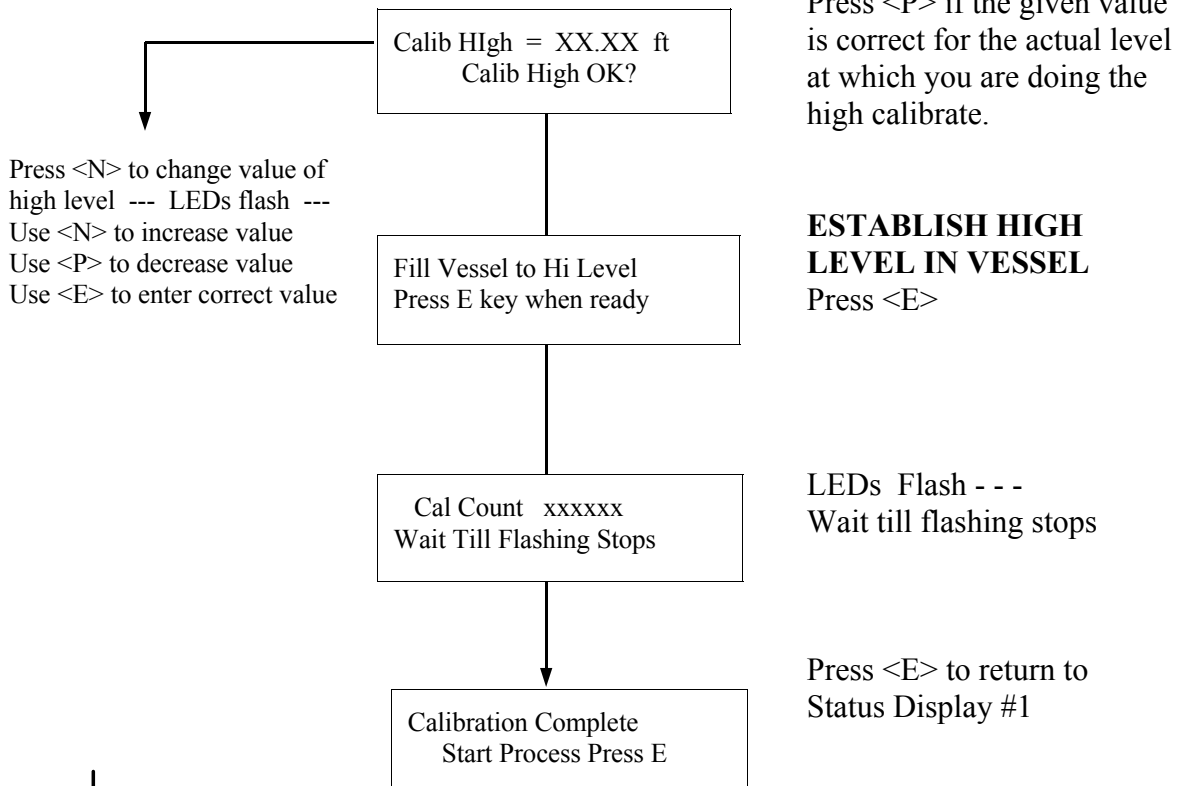 Press <P> if the given value
is correct for the actual level
at which you are doing the
high calibrate.
Calib HIgh = XX.XX ft
Calib High OK?
Press <N> to change value of
high level --- LEDs flash ---
Use <N> to increase value
Use <P> to decrease value
Use <E> to enter correct value
Fill Vessel to Hi Level
Press E key when ready
ESTABLISH HIGH
LEVEL IN VESSEL
Press <E>
Cal Count xxxxxx
Wait Till Flashing Stops
LEDs Flash - - -
Wait till flashing stops
Calibration Complete
Start Process Press E
Press <E> to return to
Status Display #1